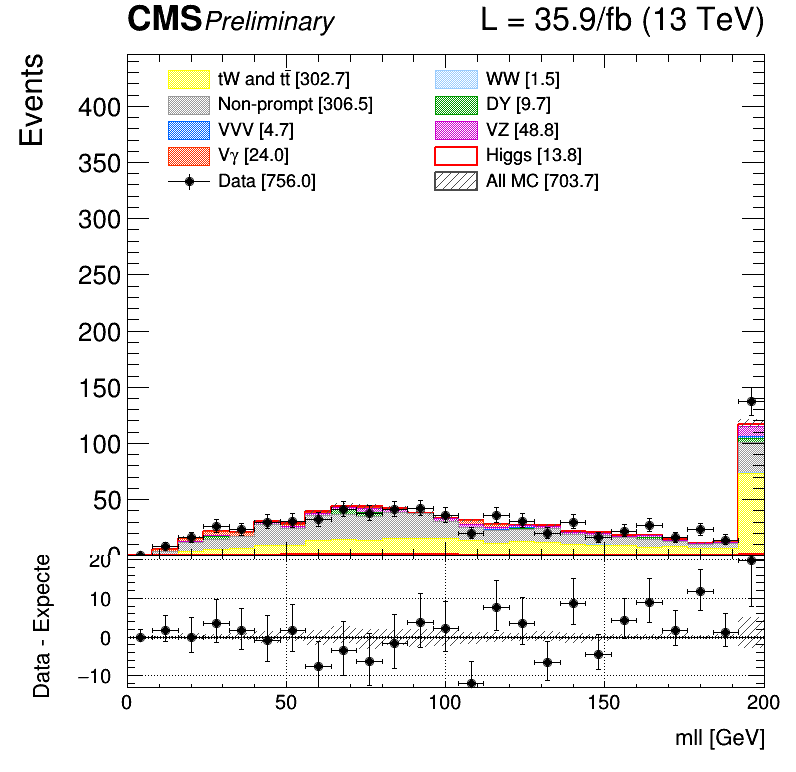 CMS Preliminary L = 35.9/fb (13 TeV)
Events
tW and tt̄ [302.7] WW [1.5]
Non-prompt [306.5] DY [9.7]
VVV [4.7] VZ [48.8]
Vγ [24.0] Higgs [13.8]
Data [756.0] All MC [703.7]
400
350
300
250
200
150
100
50
0
Data - Expecte
20
10
0
−10
0 50 100 150 200
mll [GeV]